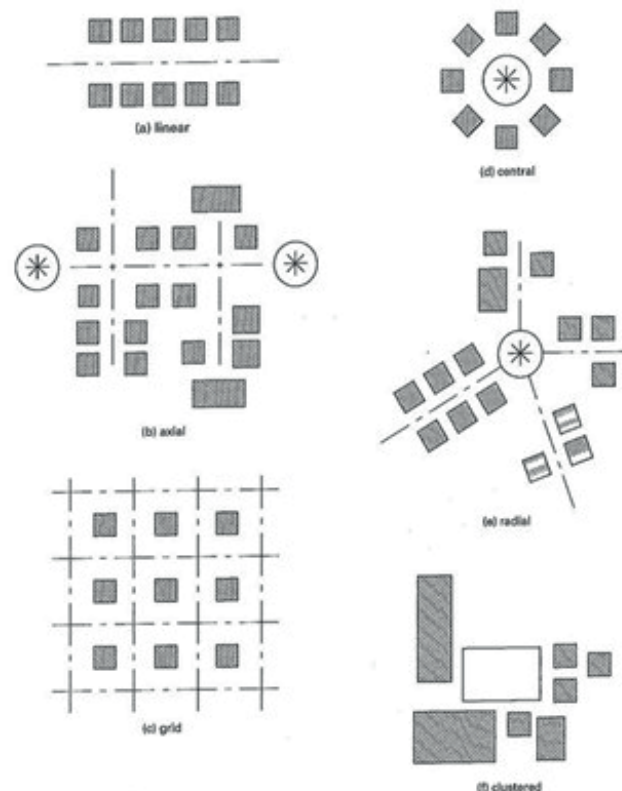 (a) linear
(b) axial
(c) grid
(d) central
(e) radial
(f) clustered